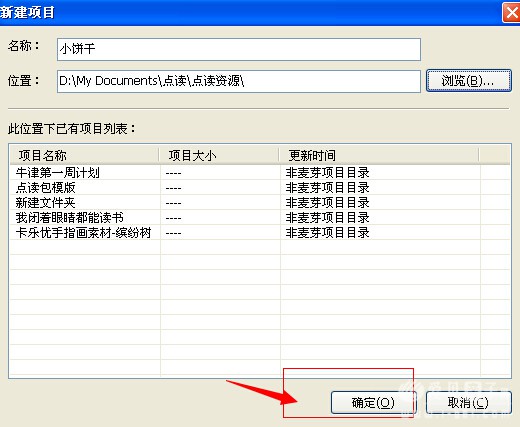 新建项目
名称：
小饼干
位置：
D:\My Documents\点读\点读资源\
浏览(B)...
此位置下已有项目列表：
项目名称 项目大小 更新时间
牛津第一周计划 ---- 非麦芽项目目录
点读包模版 ---- 非麦芽项目目录
新建文件夹 ---- 非麦芽项目目录
我闭着眼睛都能读书 ---- 非麦芽项目目录
卡乐优手指画素材-缤纷树 ---- 非麦芽项目目录
确定(O)
取消(C)